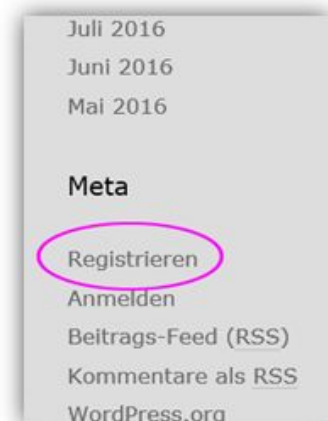 Juli 2016
Juni 2016
Mai 2016
Meta
Registrieren
Anmelden
Beitrags-Feed (RSS)
Kommentare als RSS
WordPress.org